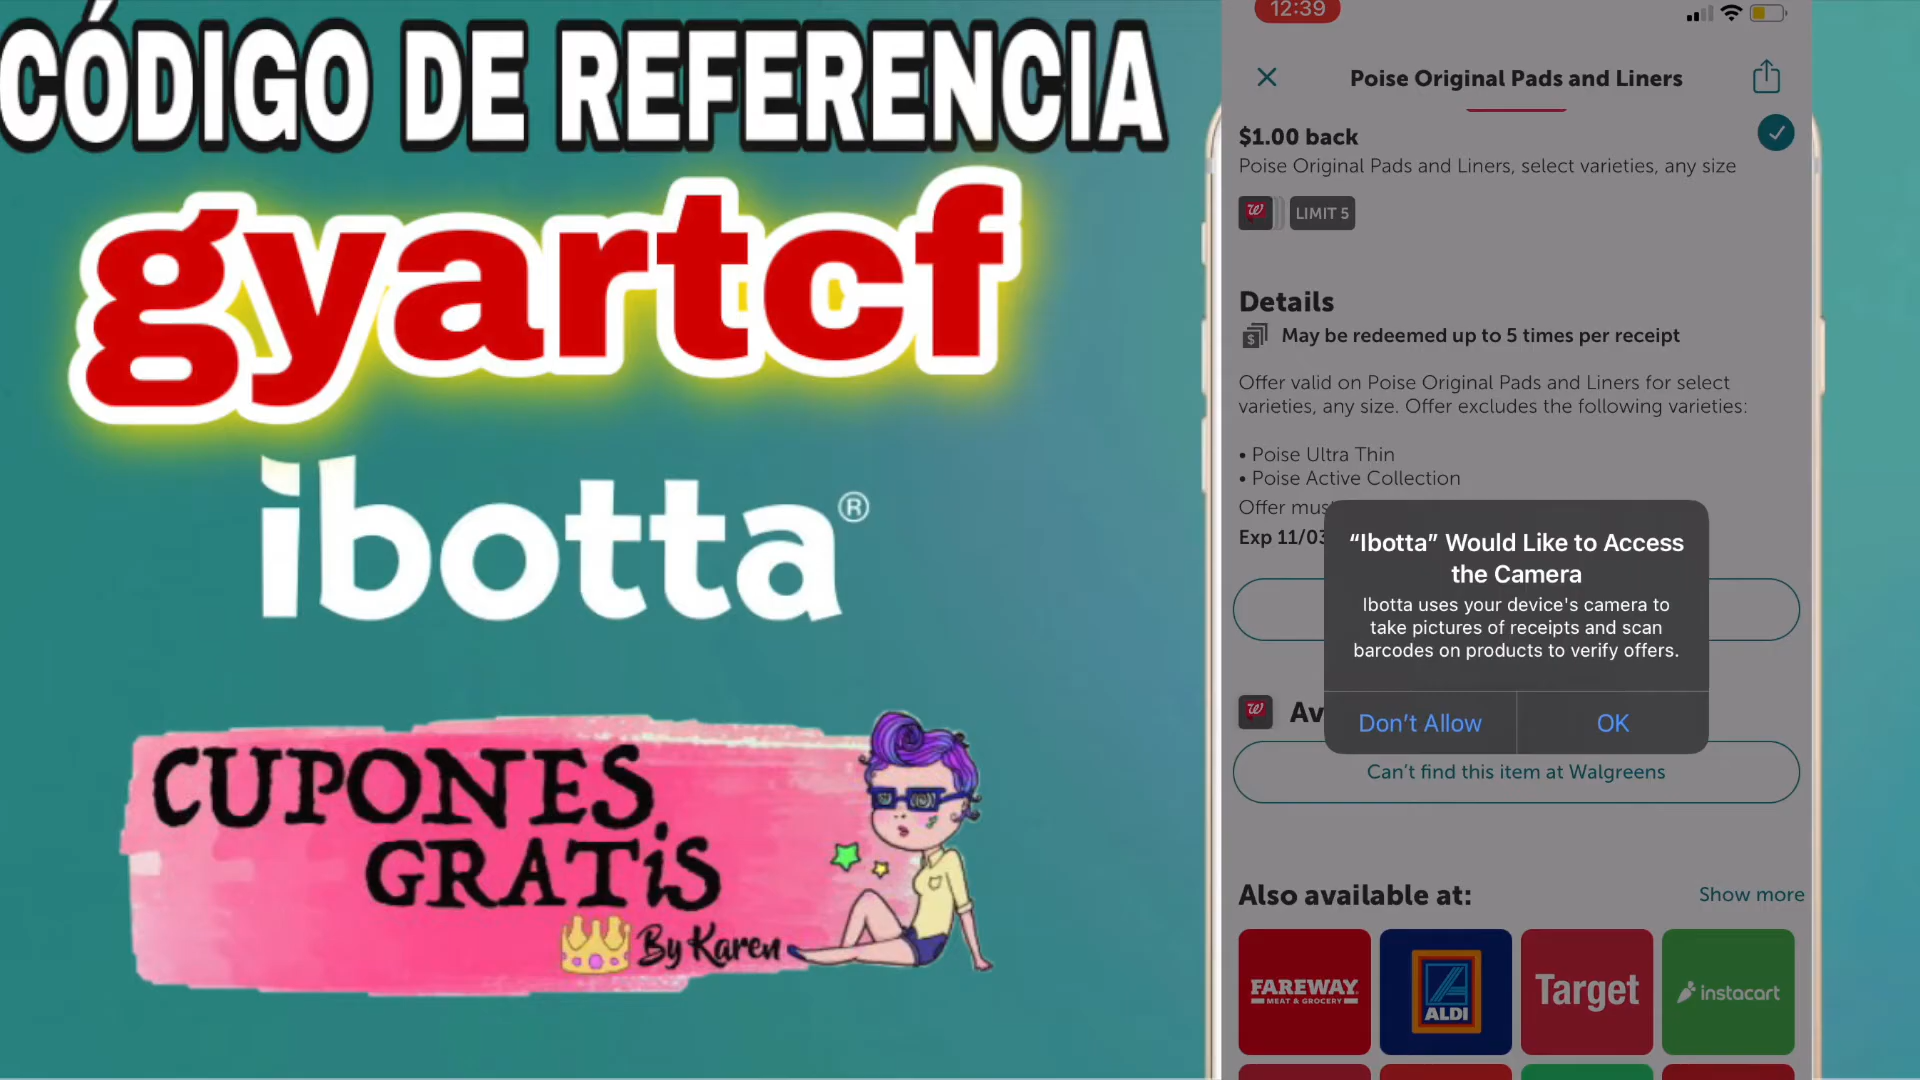 CÓDIGO DE REFERENCIA
gyartcf
ibotta®
CUPONES
GRATiS
By Karen
12:39
Poise Original Pads and Liners
$1.00 back
Poise Original Pads and Liners, select varieties, any size
LIMIT 5
Details
May be redeemed up to 5 times per receipt
Offer valid on Poise Original Pads and Liners for select
varieties, any size. Offer excludes the following varieties:
• Poise Ultra Thin
• Poise Active Collection
Offer mus
Exp 11/03
“Ibotta” Would Like to Access
the Camera
Ibotta uses your device's camera to
take pictures of receipts and scan
barcodes on products to verify offers.
Don’t Allow
OK
Av
Can’t find this item at Walgreens
Also available at:
Show more
FAREWAY
MEAT & GROCERY
ALDI
Target
instacart